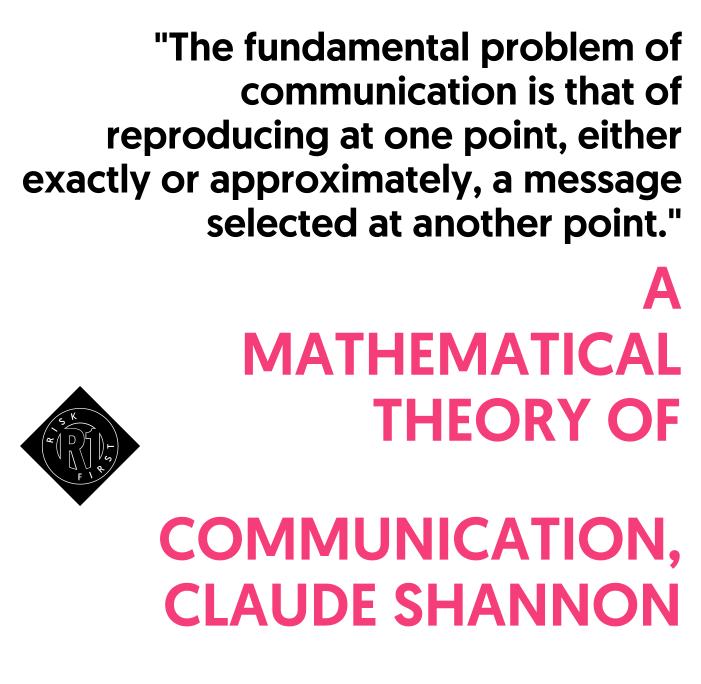 "The fundamental problem of
communication is that of
reproducing at one point, either
exactly or approximately, a message
selected at another point."
A
MATHEMATICAL
THEORY OF
RISK
R1
FIRST
COMMUNICATION,
CLAUDE SHANNON